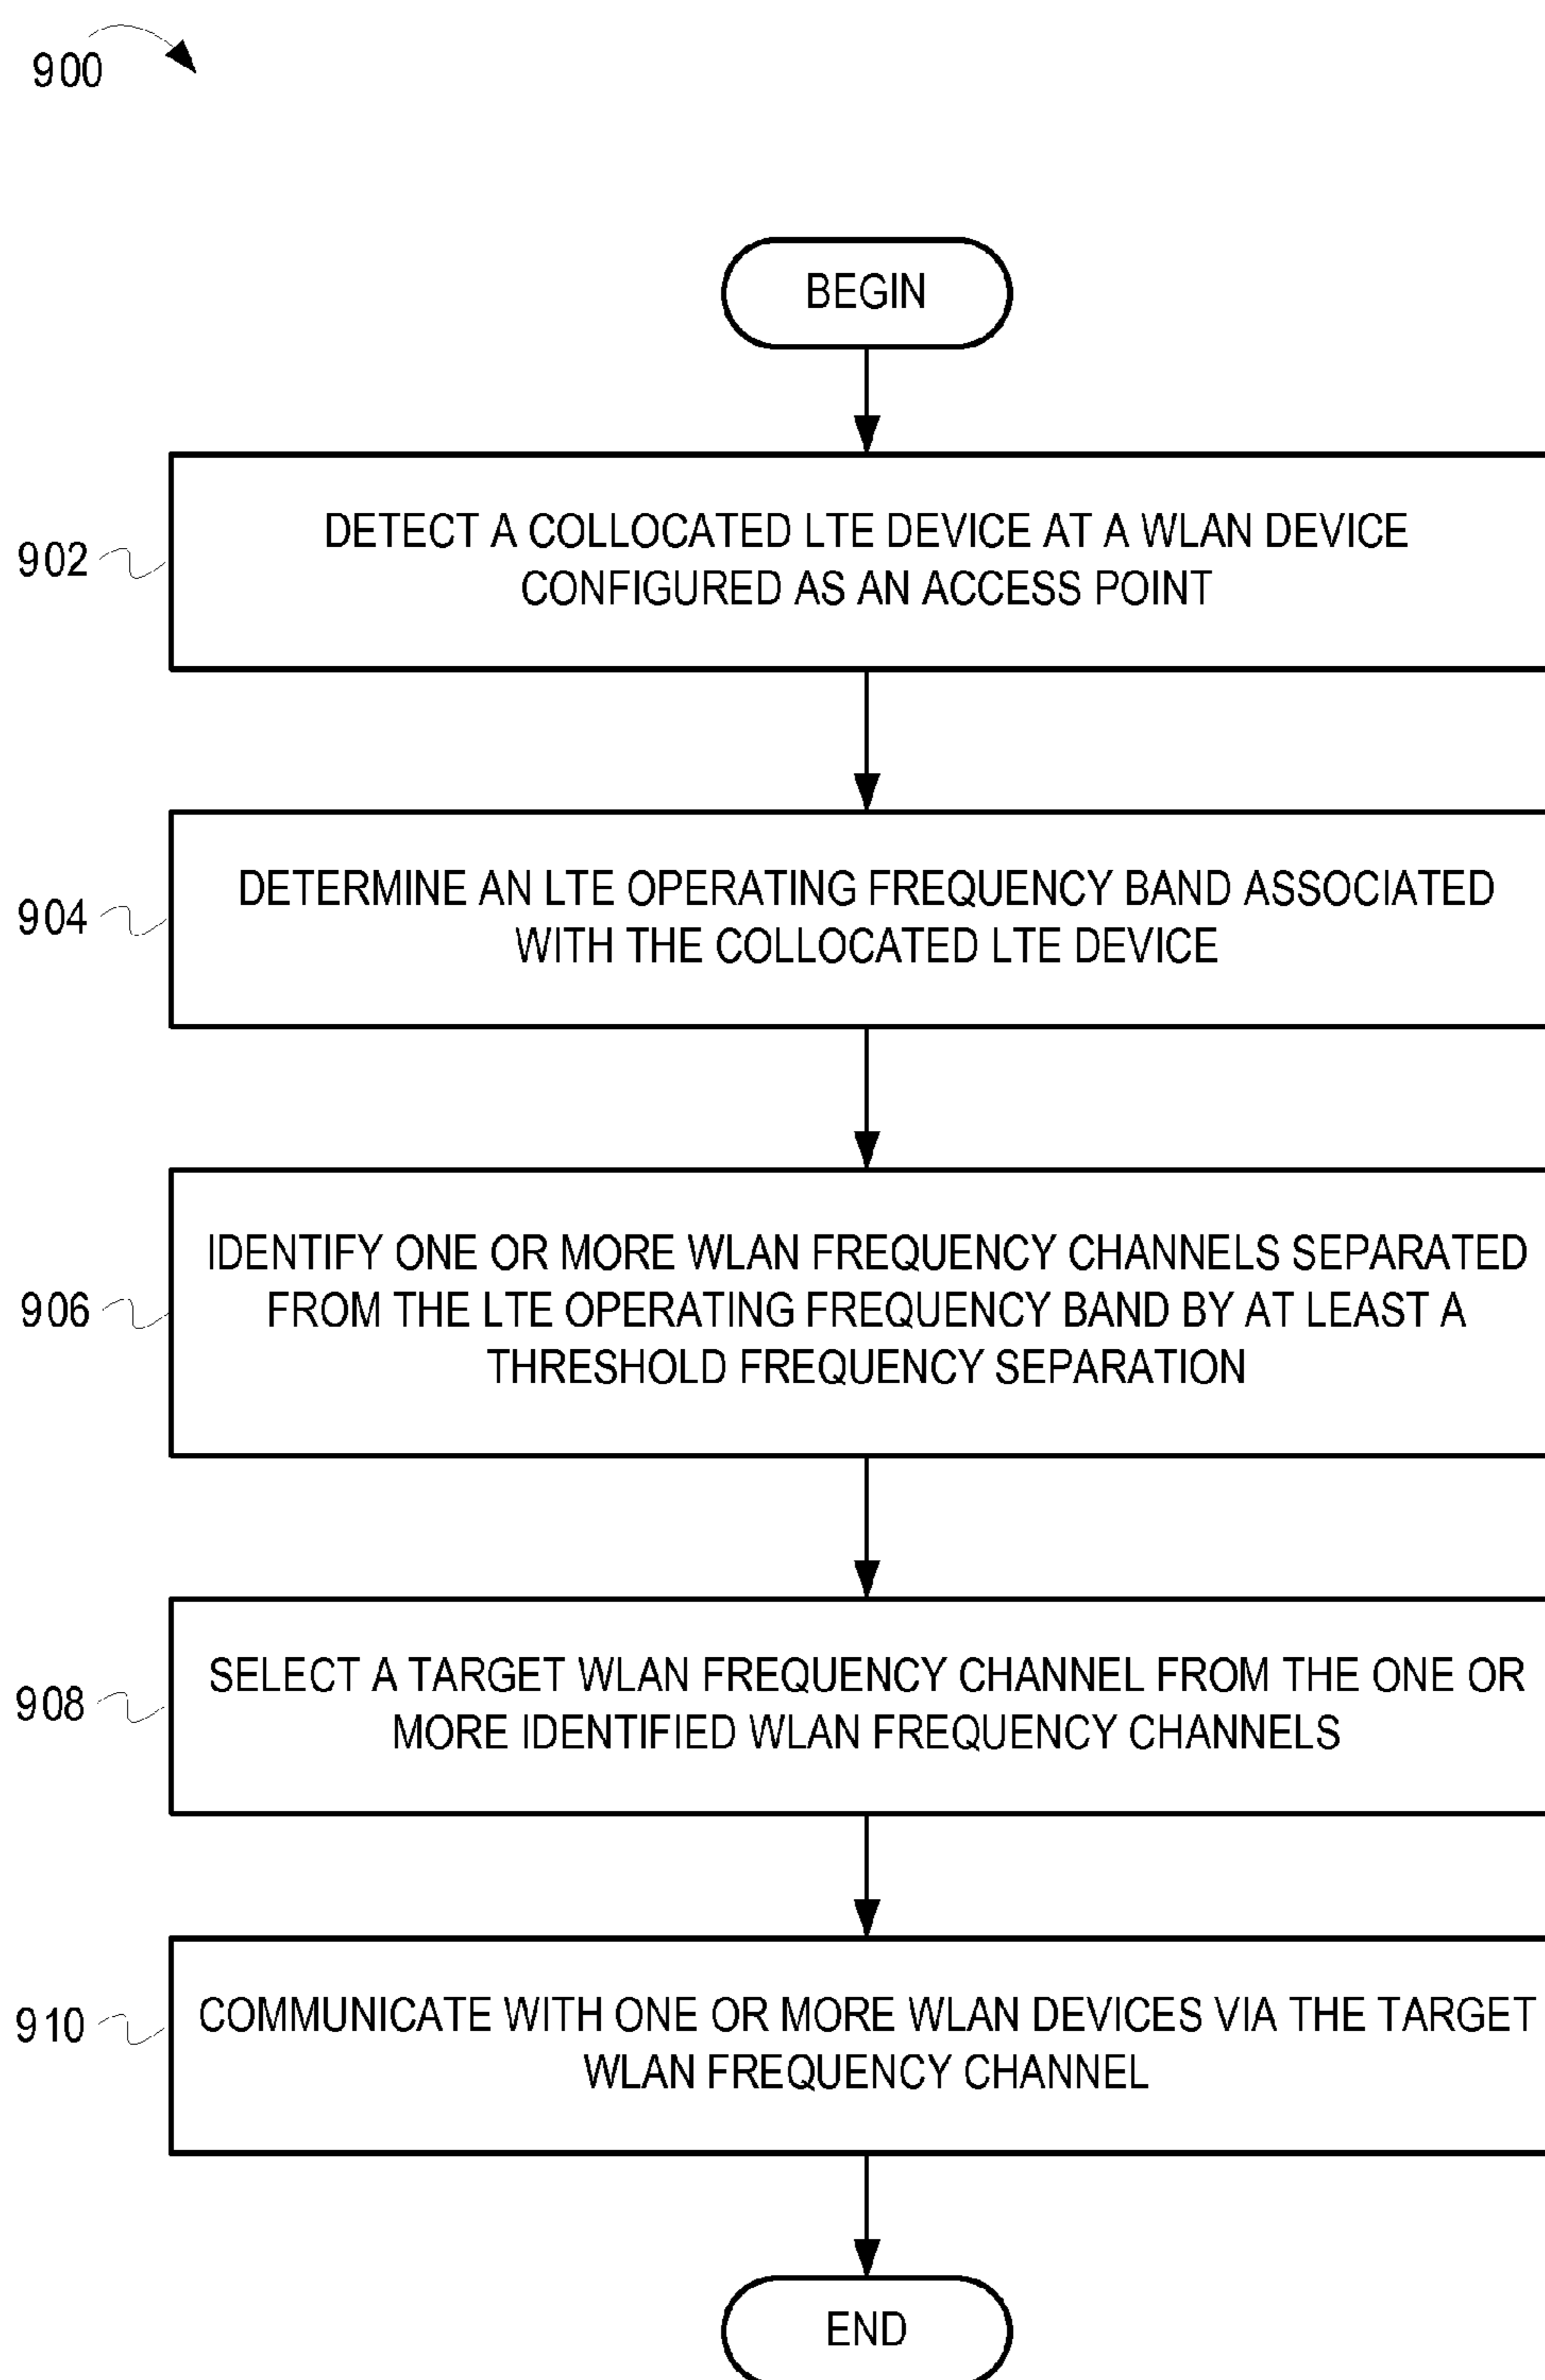 900
BEGIN
902
DETECT A COLLOCATED LTE DEVICE AT A WLAN DEVICE
CONFIGURED AS AN ACCESS POINT
904
DETERMINE AN LTE OPERATING FREQUENCY BAND ASSOCIATED
WITH THE COLLOCATED LTE DEVICE
906
IDENTIFY ONE OR MORE WLAN FREQUENCY CHANNELS SEPARATED
FROM THE LTE OPERATING FREQUENCY BAND BY AT LEAST A
THRESHOLD FREQUENCY SEPARATION
908
SELECT A TARGET WLAN FREQUENCY CHANNEL FROM THE ONE OR
MORE IDENTIFIED WLAN FREQUENCY CHANNELS
910
COMMUNICATE WITH ONE OR MORE WLAN DEVICES VIA THE TARGET
WLAN FREQUENCY CHANNEL
END